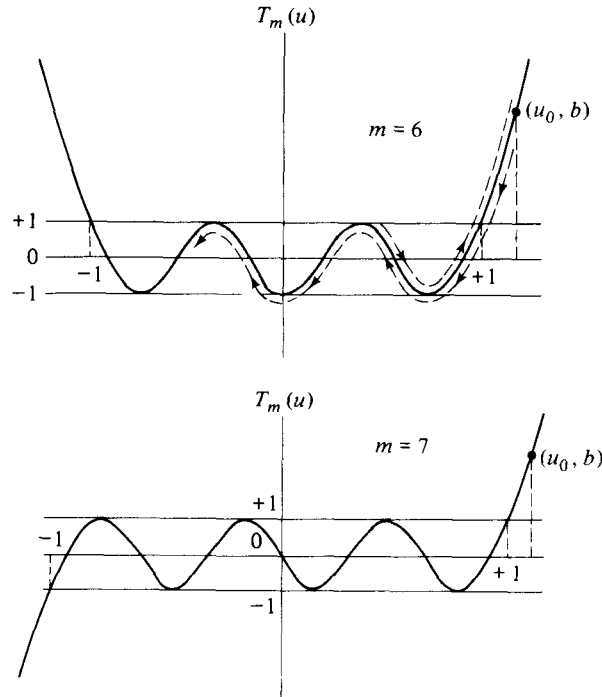 T_m(u)
(u_0, b)
m = 6
+1
0
−1
−1
+1
T_m(u)
m = 7
(u_0, b)
+1
−1
0
+1
−1